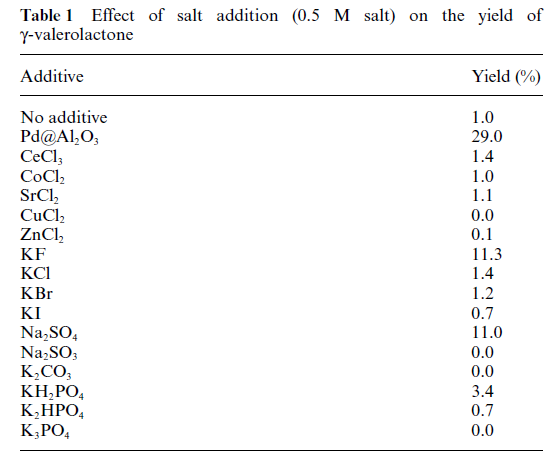 Table 1 Effect of salt addition (0.5 M salt) on the yield of
γ-valerolactone
Additive Yield (%)
No additive 1.0
Pd@Al₂O₃ 29.0
CeCl₃ 1.4
CoCl₂ 1.0
SrCl₂ 1.1
CuCl₂ 0.0
ZnCl₂ 0.1
KF 11.3
KCl 1.4
KBr 1.2
KI 0.7
Na₂SO₄ 11.0
Na₂SO₃ 0.0
K₂CO₃ 0.0
KH₂PO₄ 3.4
K₂HPO₄ 0.7
K₃PO₄ 0.0